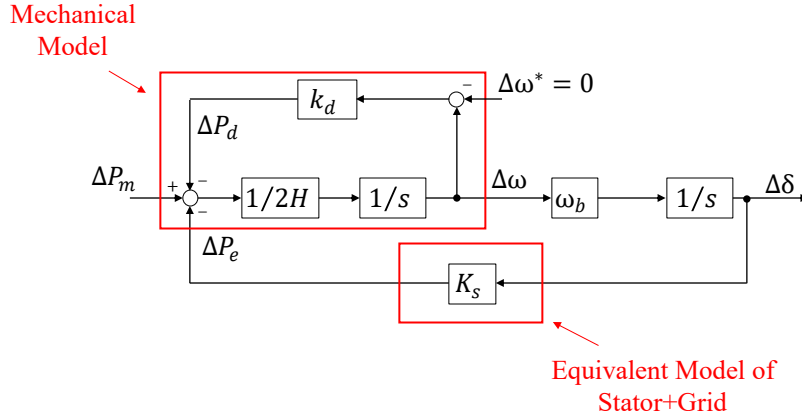 Mechanical
Model
Δω* = 0
−
k_d
ΔP_d
ΔP_m
+
−
−
1/2H
1/s
Δω
ω_b
1/s
Δδ
ΔP_e
K_s
Equivalent Model of
Stator+Grid